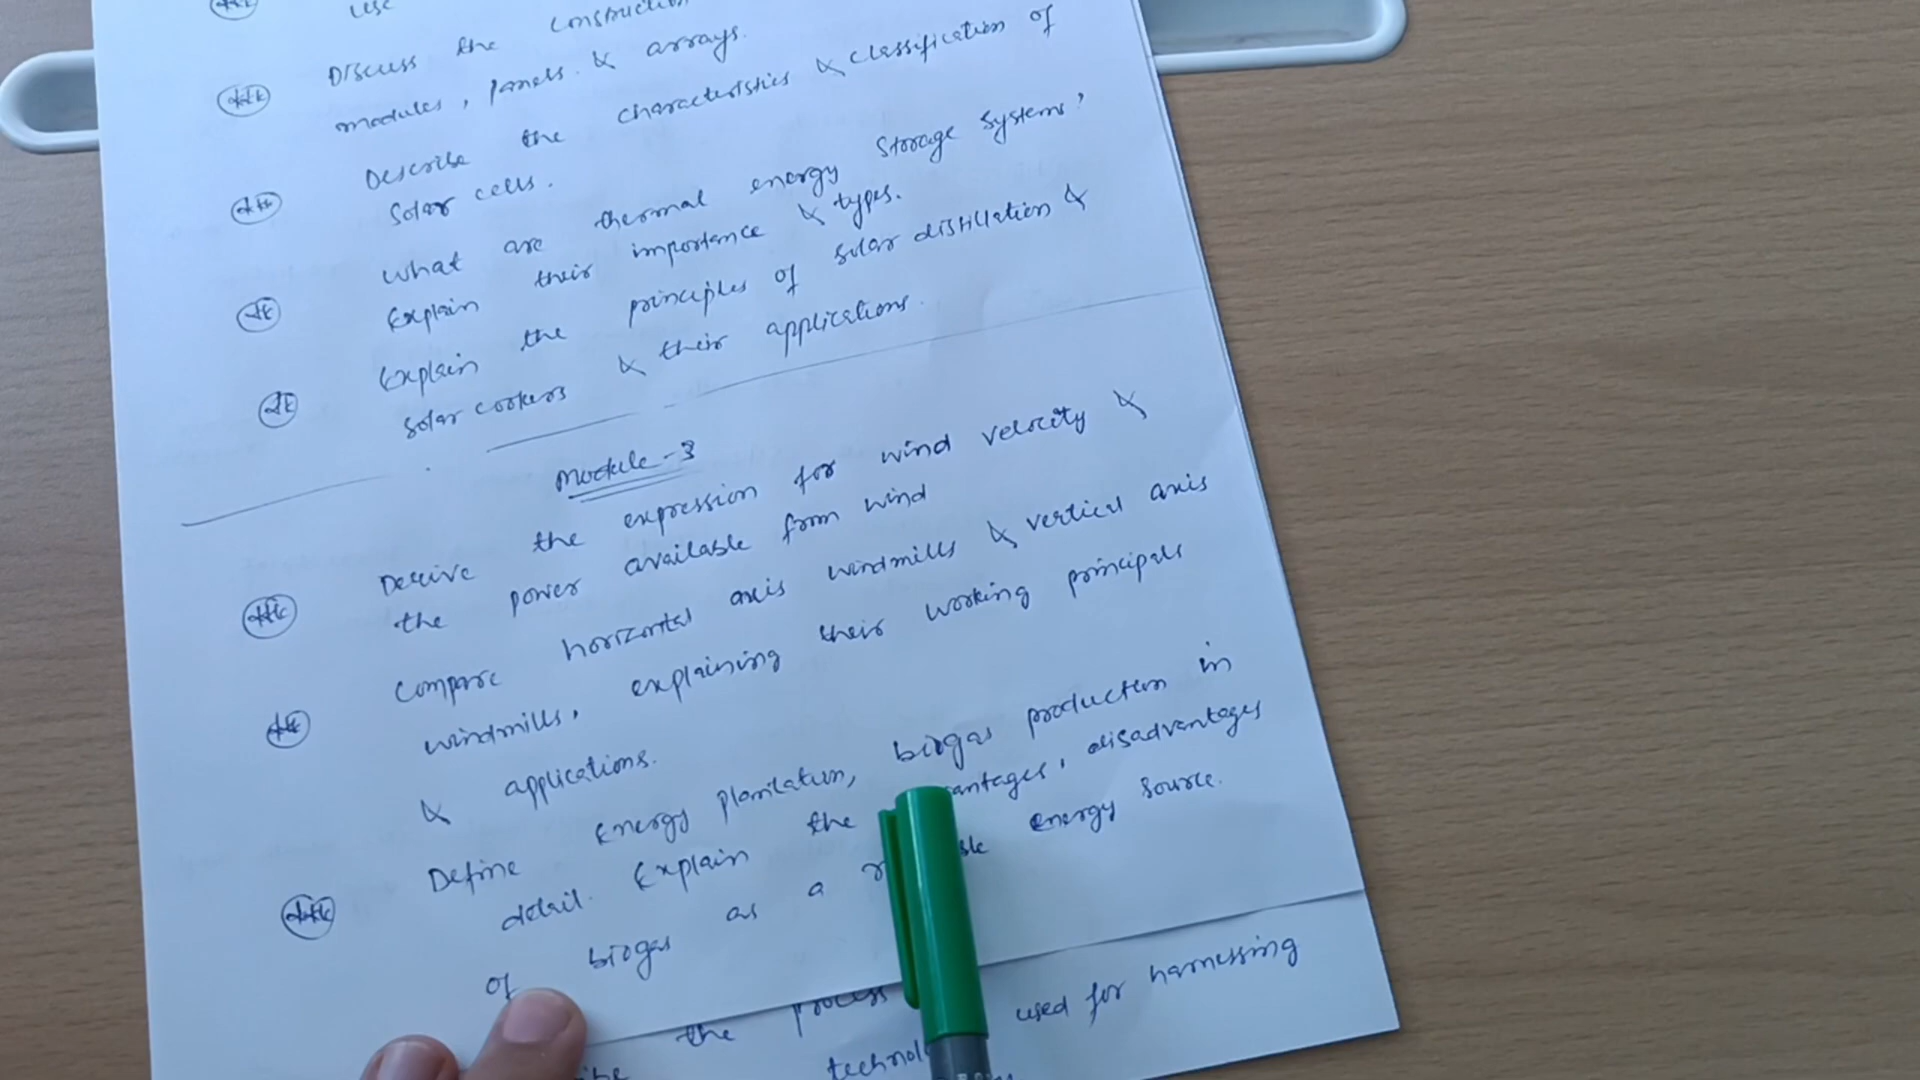 use
Discuss the construction
modules, panels & arrays.
Describe the characteristics & classification of
solar cells.
What are thermal energy storage systems?
Explain their importance & types.
Explain the principles of solar distillation &
solar cookers & their applications.
Module-3
Derive the expression for wind velocity &
the power available from wind
Compare horizontal axis windmills & vertical axis
windmills, explaining their working principals
& applications.
Define Energy plantation, biogas production in
detail. Explain the antages, disadvantages
of biogas as a energy source.
the process used for harnessing
technol